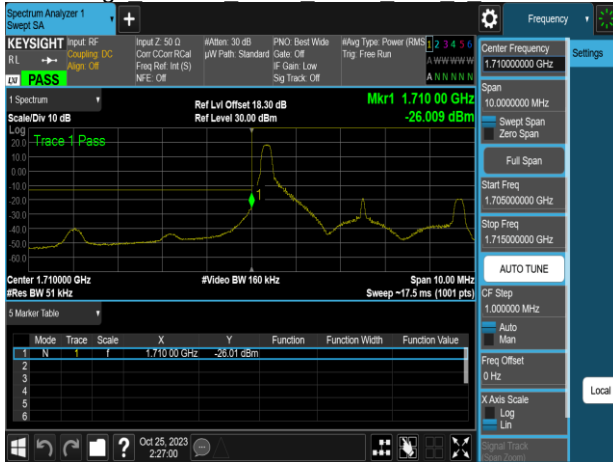 Spectrum Analyzer 1
Swept SA
+
Frequency
KEYSIGHT
RL
LXI
PASS
Input: RF
Coupling: DC
Align: Off
Input Z: 50 Ω
Corr CCorr RCal
Freq Ref: Int (S)
NFE: Off
#Atten: 30 dB
µW Path: Standard
PNO: Best Wide
Gate: Off
IF Gain: Low
Sig Track: Off
#Avg Type: Power (RMS)
Trig: Free Run
1 2 3 4 5 6
A W W W W W
A N N N N N
Settings
1 Spectrum
Scale/Div 10 dB
Ref Lvl Offset 18.30 dB
Ref Level 30.00 dBm
Mkr1 1.710 00 GHz
-26.009 dBm
Log
Trace 1 Pass
20.0
10.0
0.00
-10.0
-20.0
-30.0
-40.0
-50.0
-60.0
1
Center 1.710000 GHz
#Res BW 51 kHz
#Video BW 160 kHz
Span 10.00 MHz
Sweep ~17.5 ms (1001 pts)
5 Marker Table
Mode Trace Scale X Y Function Function Width Function Value
1 N 1 f 1.710 00 GHz -26.01 dBm
2
3
4
5
6
Center Frequency
1.710000000 GHz
Span
10.0000000 MHz
Swept Span
Zero Span
Full Span
Start Freq
1.705000000 GHz
Stop Freq
1.715000000 GHz
AUTO TUNE
CF Step
1.000000 MHz
Auto
Man
Freq Offset
0 Hz
X Axis Scale
Log
Lin
Signal Track
(Span Zoom)
Local
?
Oct 25, 2023
2:27:00